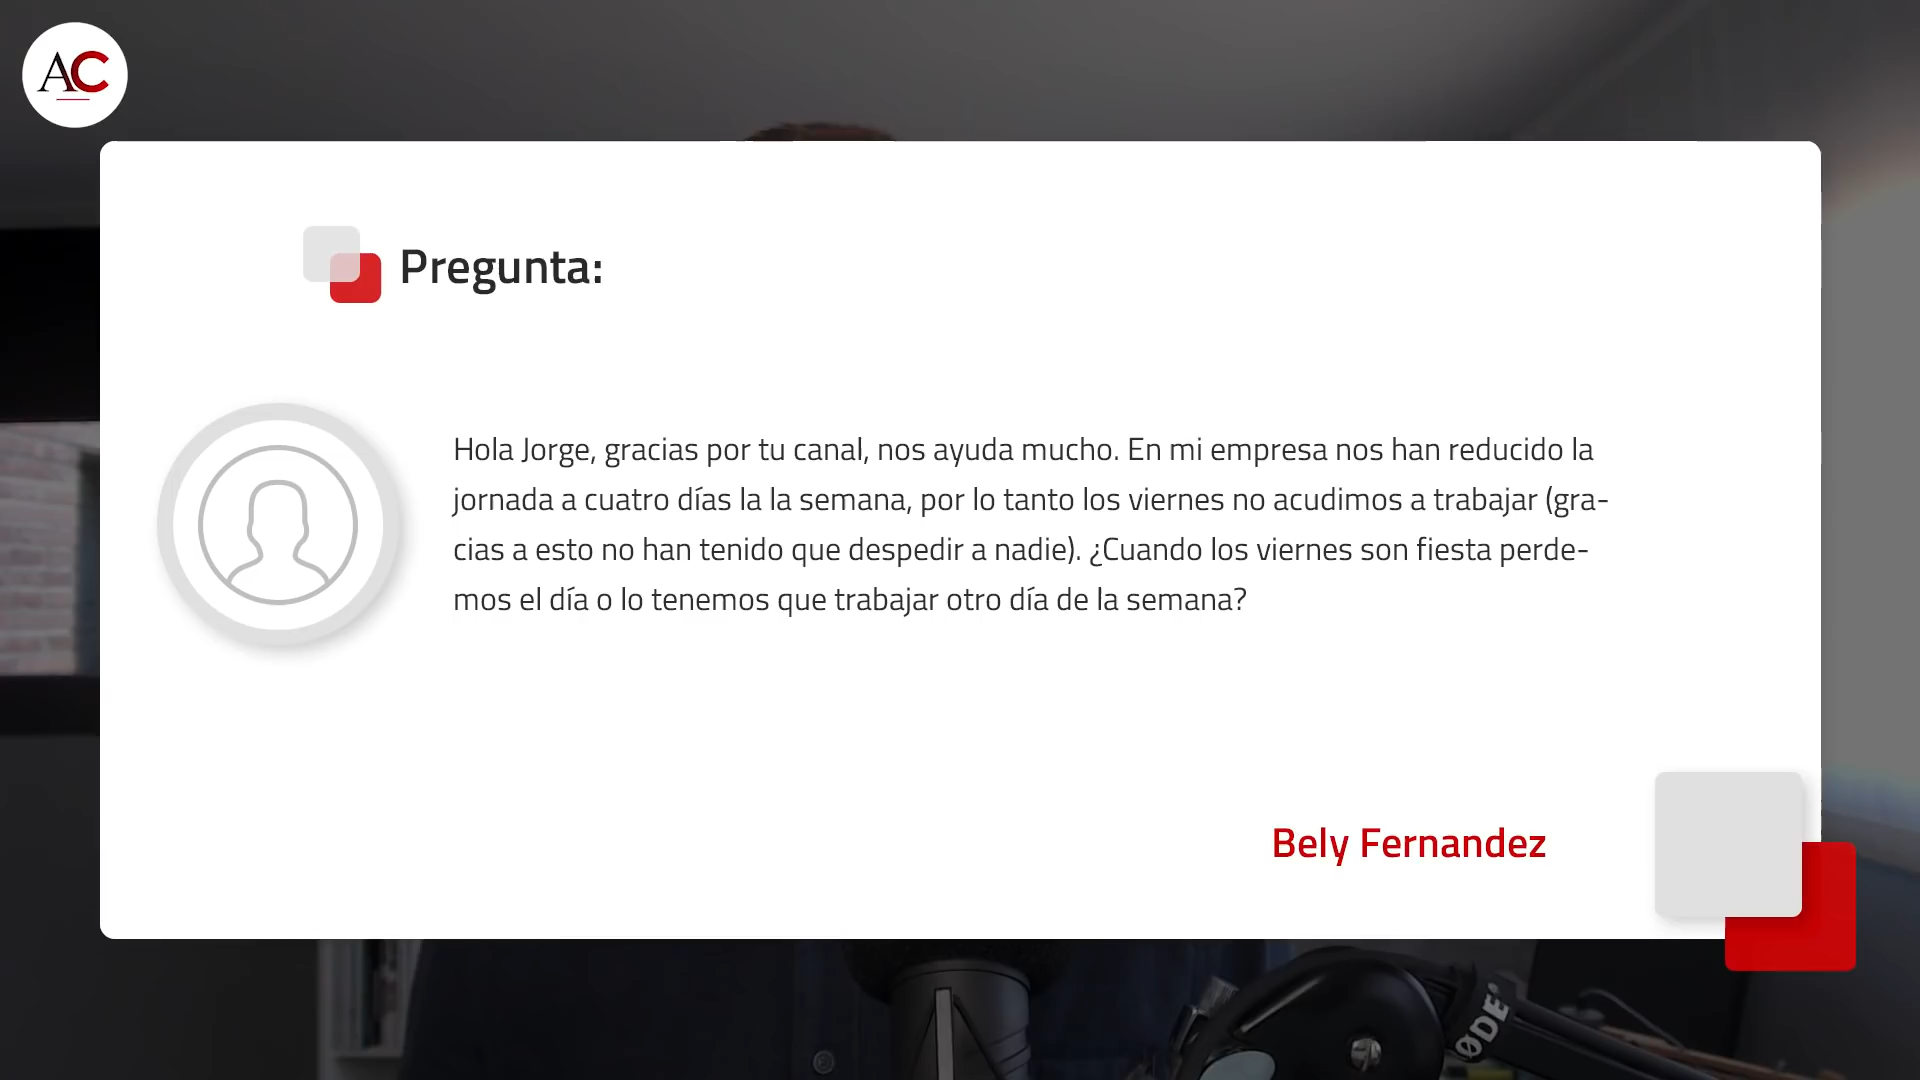 AC
Pregunta:
Hola Jorge, gracias por tu canal, nos ayuda mucho. En mi empresa nos han reducido la
jornada a cuatro días la la semana, por lo tanto los viernes no acudimos a trabajar (gra-
cias a esto no han tenido que despedir a nadie). ¿Cuando los viernes son fiesta perde-
mos el día o lo tenemos que trabajar otro día de la semana?
Bely Fernandez
RØDE